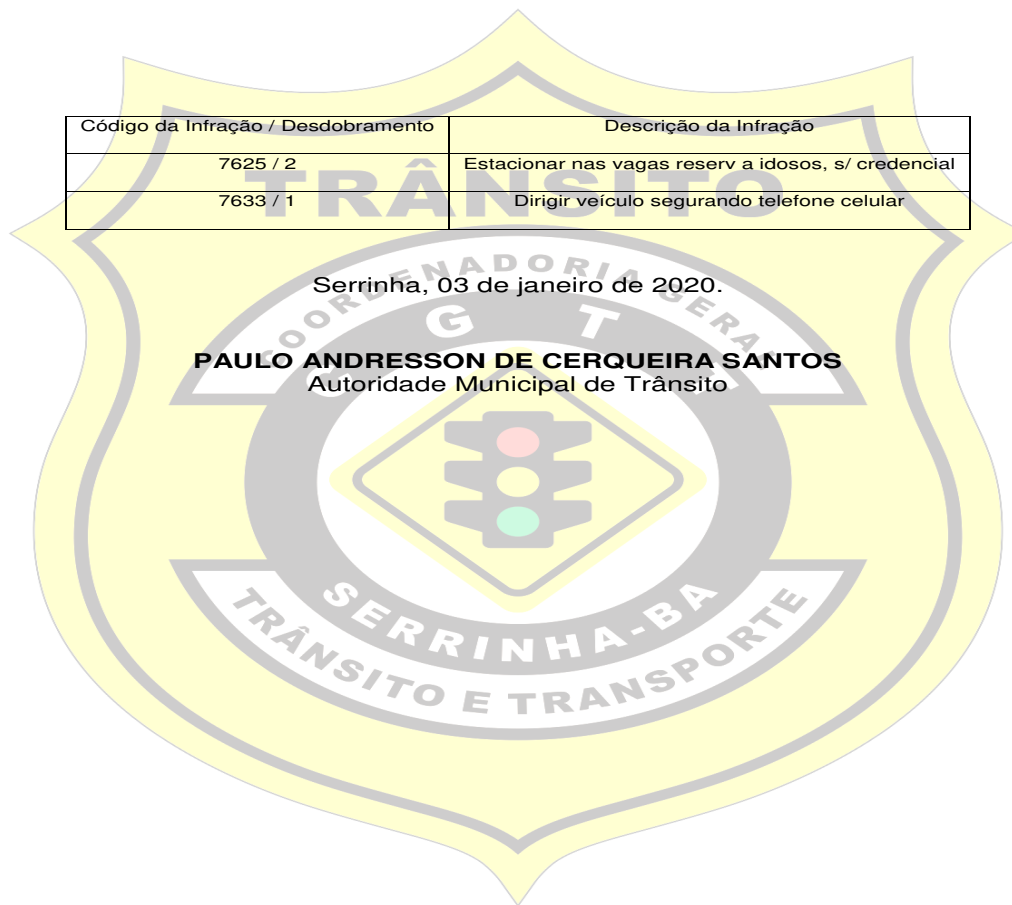 Código da Infração / Desdobramento Descrição da Infração
7625 / 2 Estacionar nas vagas reserv a idosos, s/ credencial
7633 / 1 Dirigir veículo segurando telefone celular
TRÂNSITO
Serrinha, 03 de janeiro de 2020.
COORDENADORIA GERAL
G T
PAULO ANDRESSON DE CERQUEIRA SANTOS
Autoridade Municipal de Trânsito
SERRINHA-BA
TRÂNSITO E TRANSPORTE